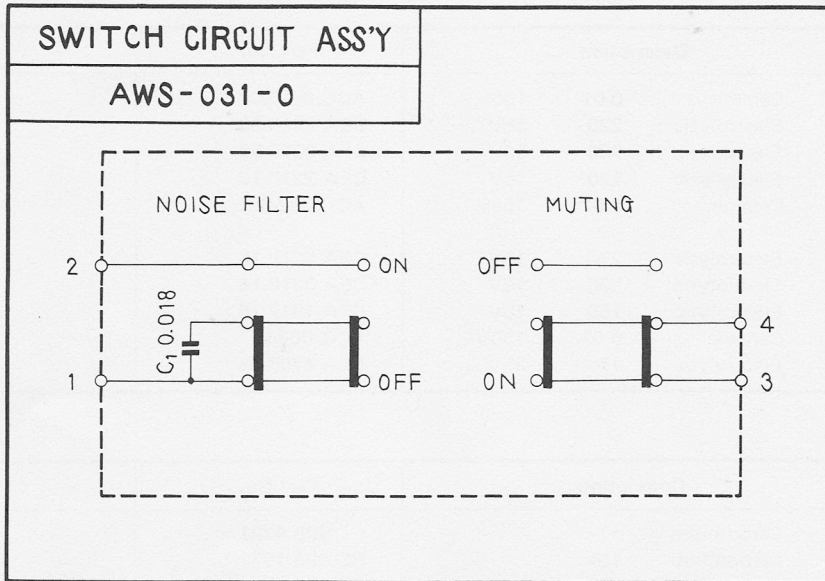 SWITCH CIRCUIT ASS'Y
AWS-031-0
NOISE FILTER
MUTING
2
ON
OFF
C1 0.018
4
1
OFF
ON
3